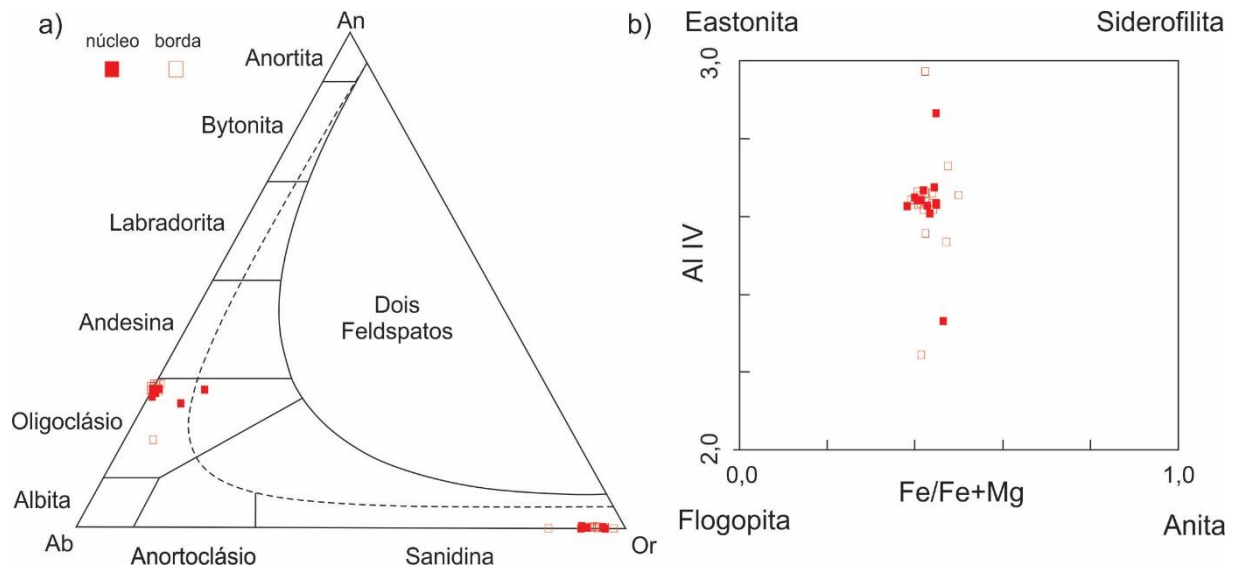 a)
núcleo borda
An
Anortita
Bytonita
Labradorita
Andesina
Oligoclásio
Albita
Dois
Feldspatos
Ab
Anortoclásio
Sanidina
Or
b)
Eastonita
Siderofilita
3,0
Al IV
2,0
0,0
Fe/Fe+Mg
1,0
Flogopita
Anita